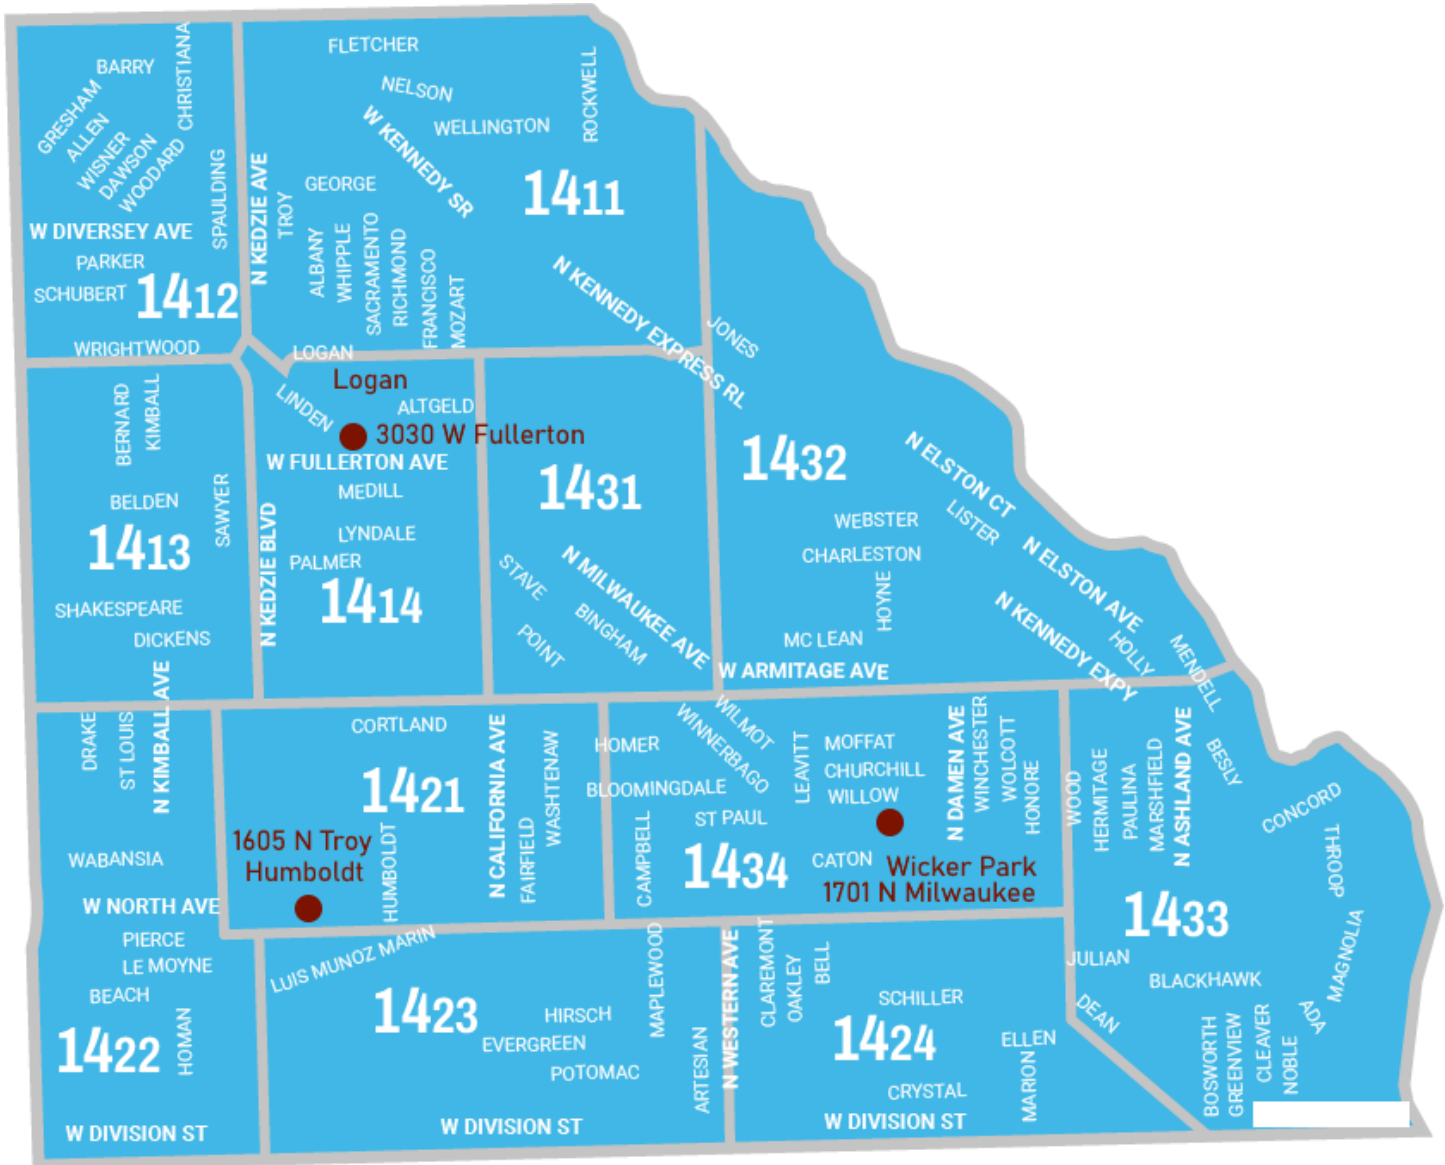 FLETCHER
BARRY
CHRISTIANA
NELSON
ROCKWELL
GRESHAM
ALLEN
WISNER
DAWSON
WOODARD
W KENNEDY SR
WELLINGTON
SPAULDING
N KEDZIE AVE
TROY
GEORGE
1411
W DIVERSEY AVE
ALBANY
WHIPPLE
SACRAMENTO
RICHMOND
FRANCISCO
MOZART
PARKER
SCHUBERT
1412
N KENNEDY EXPRESS RL
JONES
WRIGHTWOOD
LOGAN
Logan
BERNARD
KIMBALL
LINDEN
ALTGELD
3030 W Fullerton
W FULLERTON AVE
1431
1432
N ELSTON CT
MEDILL
BELDEN
SAWYER
N KEDZIE BLVD
LYNDALE
PALMER
1413
1414
WEBSTER
LISTER
CHARLESTON
N ELSTON AVE
STAVE
N MILWAUKEE AVE
BINGHAM
POINT
HOYNE
N KENNEDY EXPY
SHAKESPEARE
DICKENS
MC LEAN
HOLLY
MENDELL
W ARMITAGE AVE
N KIMBALL AVE
DRAKE
ST LOUIS
CORTLAND
N CALIFORNIA AVE
WASHTENAW
HOMER
WINNERBAGO
WILMOT
LEAVITT
MOFFAT
CHURCHILL
WILLOW
N DAMEN AVE
WINCHESTER
WOLCOTT
HONORE
WOOD
HERMITAGE
PAULINA
MARSHFIELD
N ASHLAND AVE
BESLY
CONCORD
1421
BLOOMINGDALE
ST PAUL
CAMPBELL
1605 N Troy
Humboldt
HUMBOLDT
FAIRFIELD
WABANSIA
1434
CATON
Wicker Park
1701 N Milwaukee
THROOP
W NORTH AVE
1433
PIERCE
LE MOYNE
LUIS MUNOZ MARIN
MAPLEWOOD
N WESTERN AVE
CLAREMONT
OAKLEY
BELL
JULIAN
MAGNOLIA
BLACKHAWK
BEACH
1423
HIRSCH
SCHILLER
DEAN
ADA
1422
HOMAN
EVERGREEN
1424
ELLEN
BOSWORTH
GREENVIEW
CLEAVER
NOBLE
POTOMAC
ARTESIAN
CRYSTAL
MARION
W DIVISION ST
W DIVISION ST
W DIVISION ST